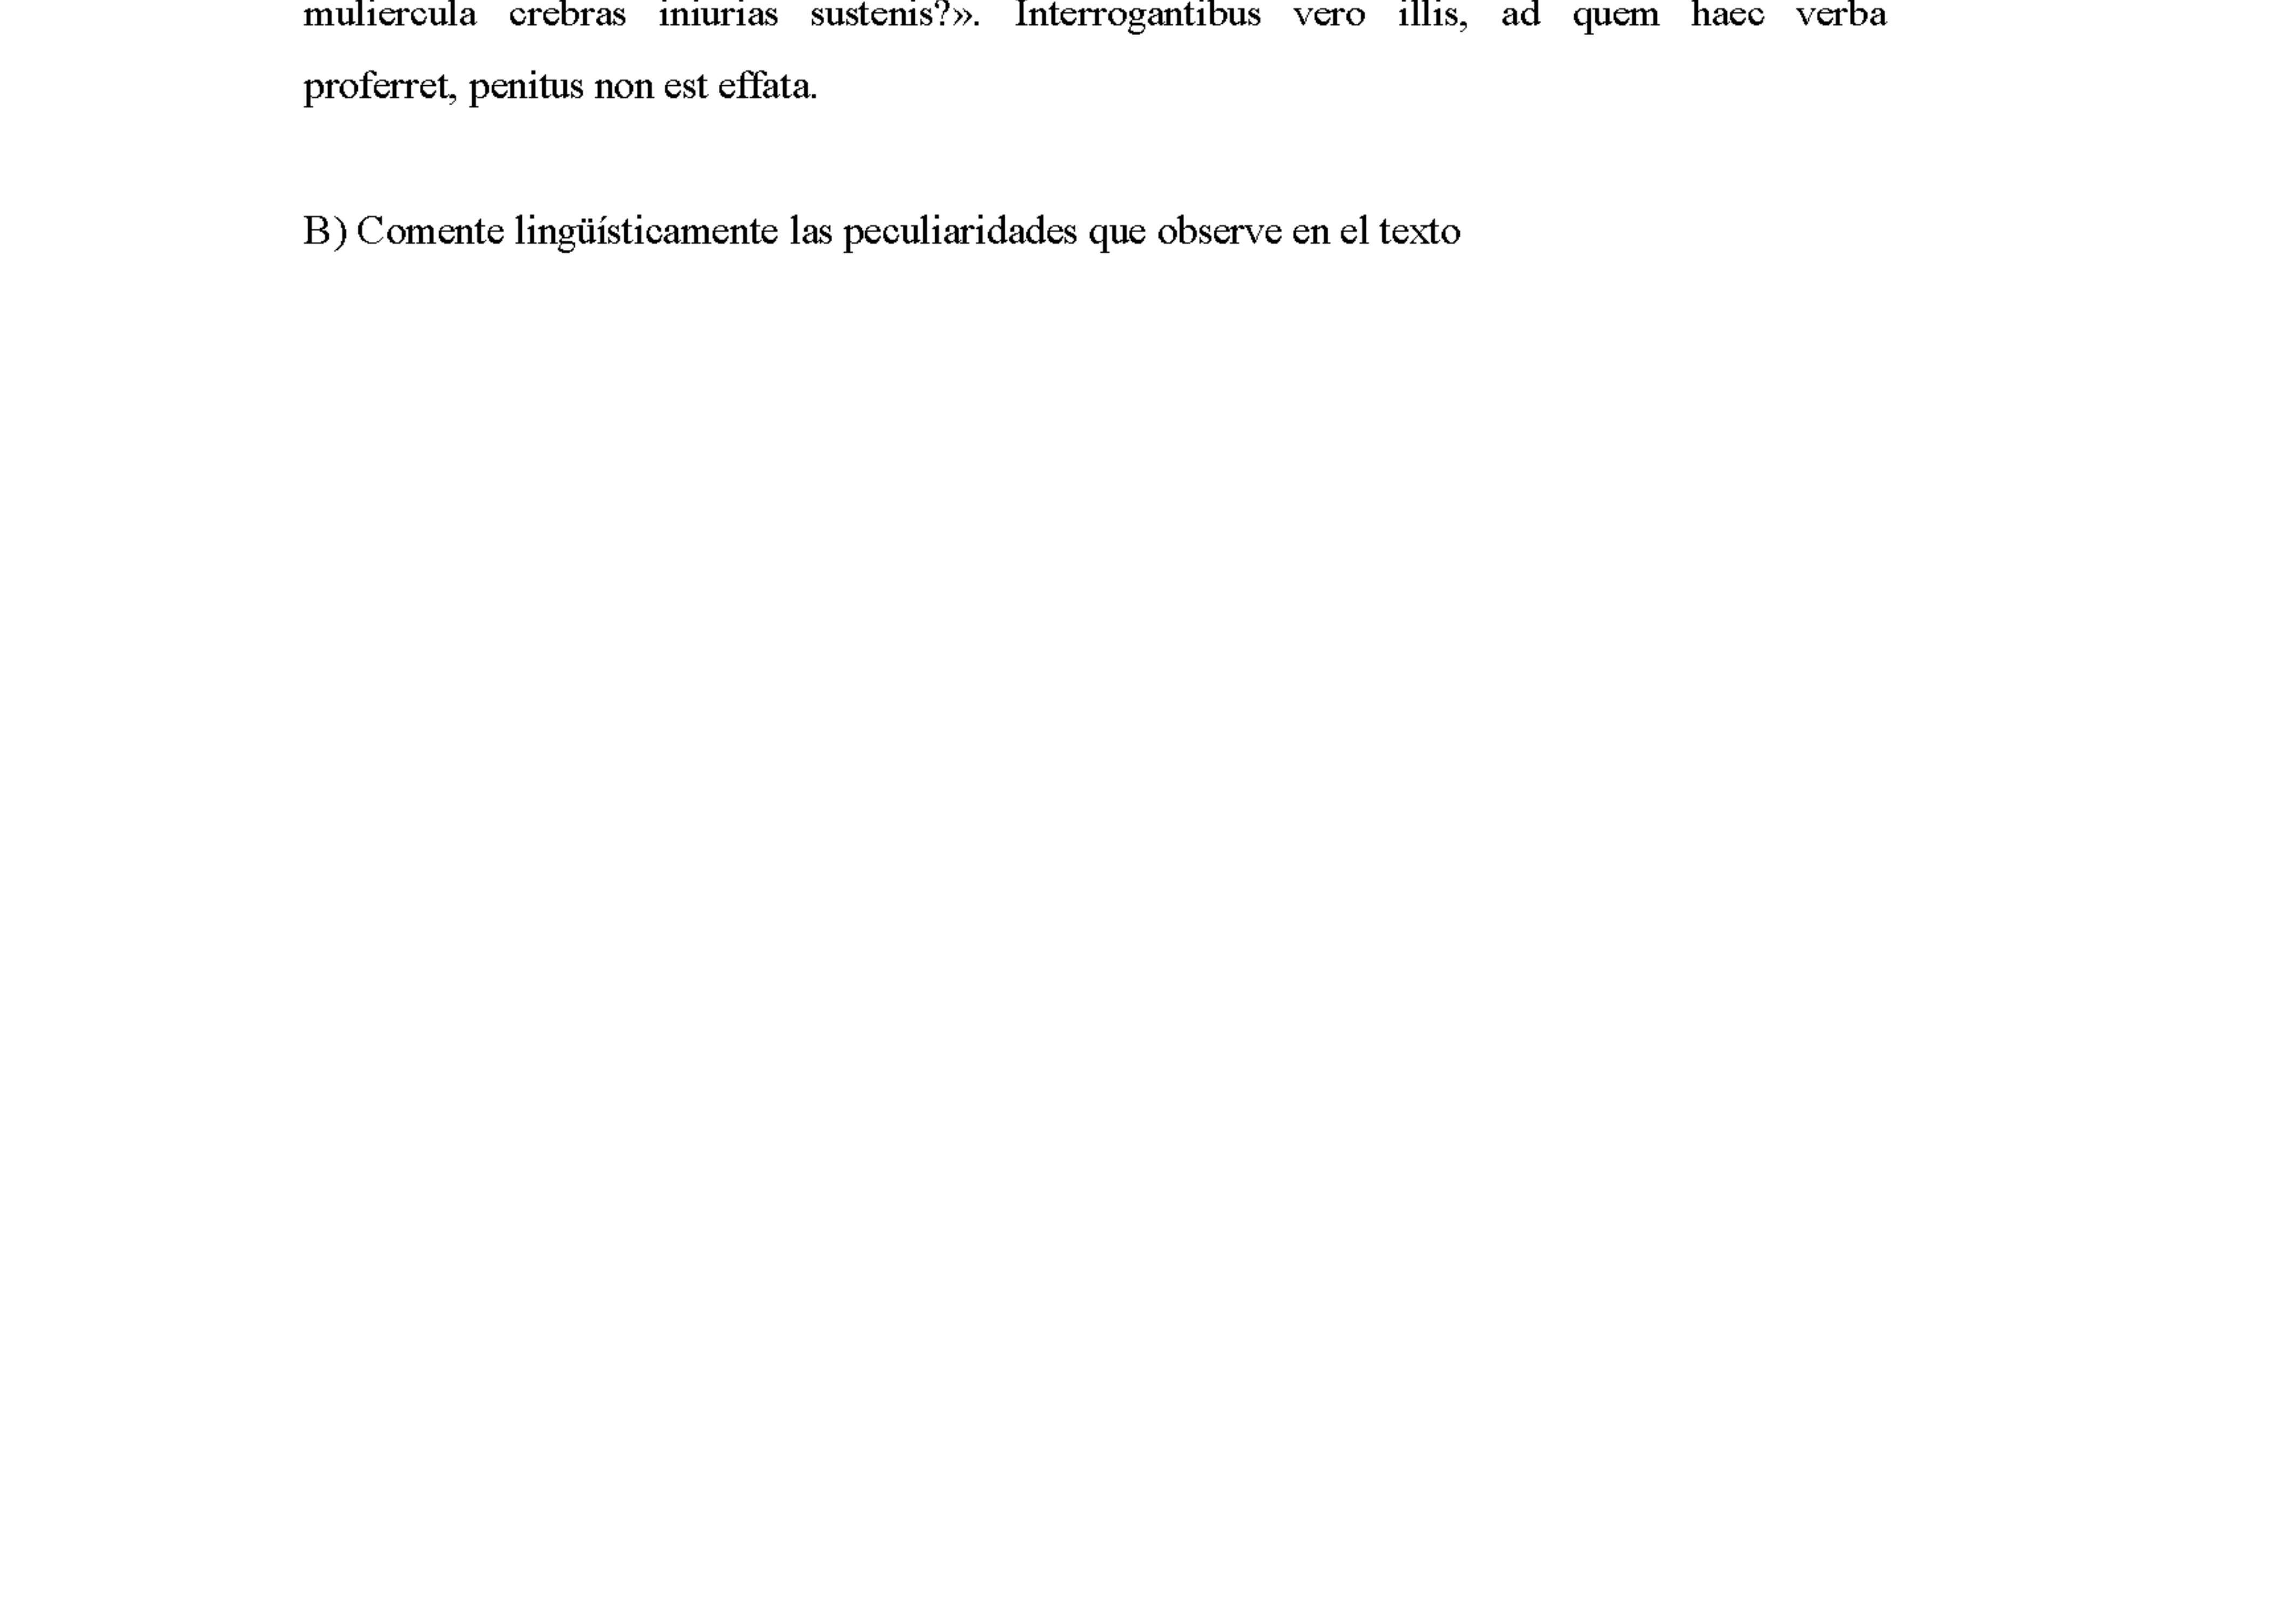 muliercula crebras iniurias sustenis?». Interrogantibus vero illis, ad quem haec verba
proferret, penitus non est effata.
B) Comente lingüísticamente las peculiaridades que observe en el texto